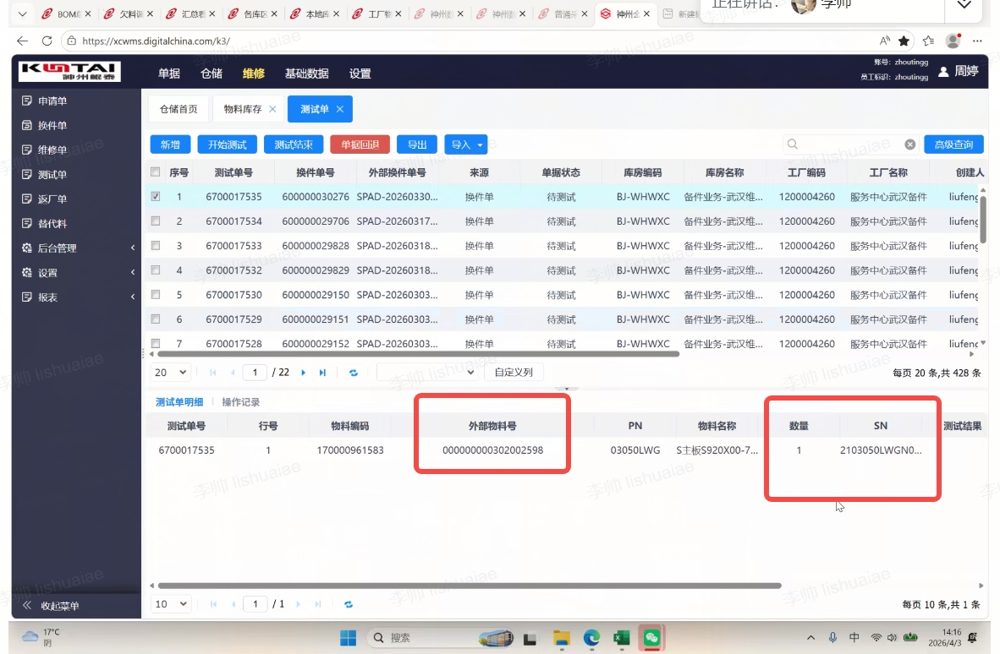 正在讲话： 李帅
BOM
欠料
汇总看
各库区
本地库
工厂
神州
神州
普通
神州
新建
https://xcwms.digitalchina.com/k3/
KUNTAI
神州鲲泰
单据 仓储 维修 基础数据 设置
账号: zhoutingg
员工标识: zhoutingg
周婷
申请单
换件单
维修单
测试单
返厂单
替代料
后台管理
设置
报表
收起菜单
仓储首页 物料库存 测试单
新增 开始测试 测试结束 单据回退 导出 导入 高级查询
序号 测试单号 换件单号 外部换件单号 来源 单据状态 库房编码 库房名称 工厂编码 工厂名称 创建人
1 6700017535 600000030276 SPAD-20260330... 换件单 待测试 BJ-WHWXC 备件业务-武汉维... 1200004260 服务中心武汉备件 liufeng
2 6700017534 600000029706 SPAD-20260317... 换件单 待测试 BJ-WHWXC 备件业务-武汉维... 1200004260 服务中心武汉备件 liufeng
3 6700017533 600000029828 SPAD-20260318... 换件单 待测试 BJ-WHWXC 备件业务-武汉维... 1200004260 服务中心武汉备件 liufeng
4 6700017532 600000029829 SPAD-20260318... 换件单 待测试 BJ-WHWXC 备件业务-武汉维... 1200004260 服务中心武汉备件 liufeng
5 6700017530 600000029150 SPAD-20260303... 换件单 待测试 BJ-WHWXC 备件业务-武汉维... 1200004260 服务中心武汉备件 liufeng
6 6700017529 600000029151 SPAD-20260303... 换件单 待测试 BJ-WHWXC 备件业务-武汉维... 1200004260 服务中心武汉备件 liufeng
7 6700017528 600000029152 SPAD-20260303... 换件单 待测试 BJ-WHWXC 备件业务-武汉维... 1200004260 服务中心武汉备件 liufeng
20 1 / 22 自定义列 每页 20 条,共 428 条
测试单明细 操作记录
测试单号 行号 物料编码 外部物料号 PN 物料名称 数量 SN 测试结果
6700017535 1 170000961583 000000000302002598 03050LWG S主板S920X00-7... 1 2103050LWGN0...
10 1 / 1 每页 10 条,共 1 条
17°C
阴
搜索
中
14:16
2026/4/3
李帅 lishuaiae